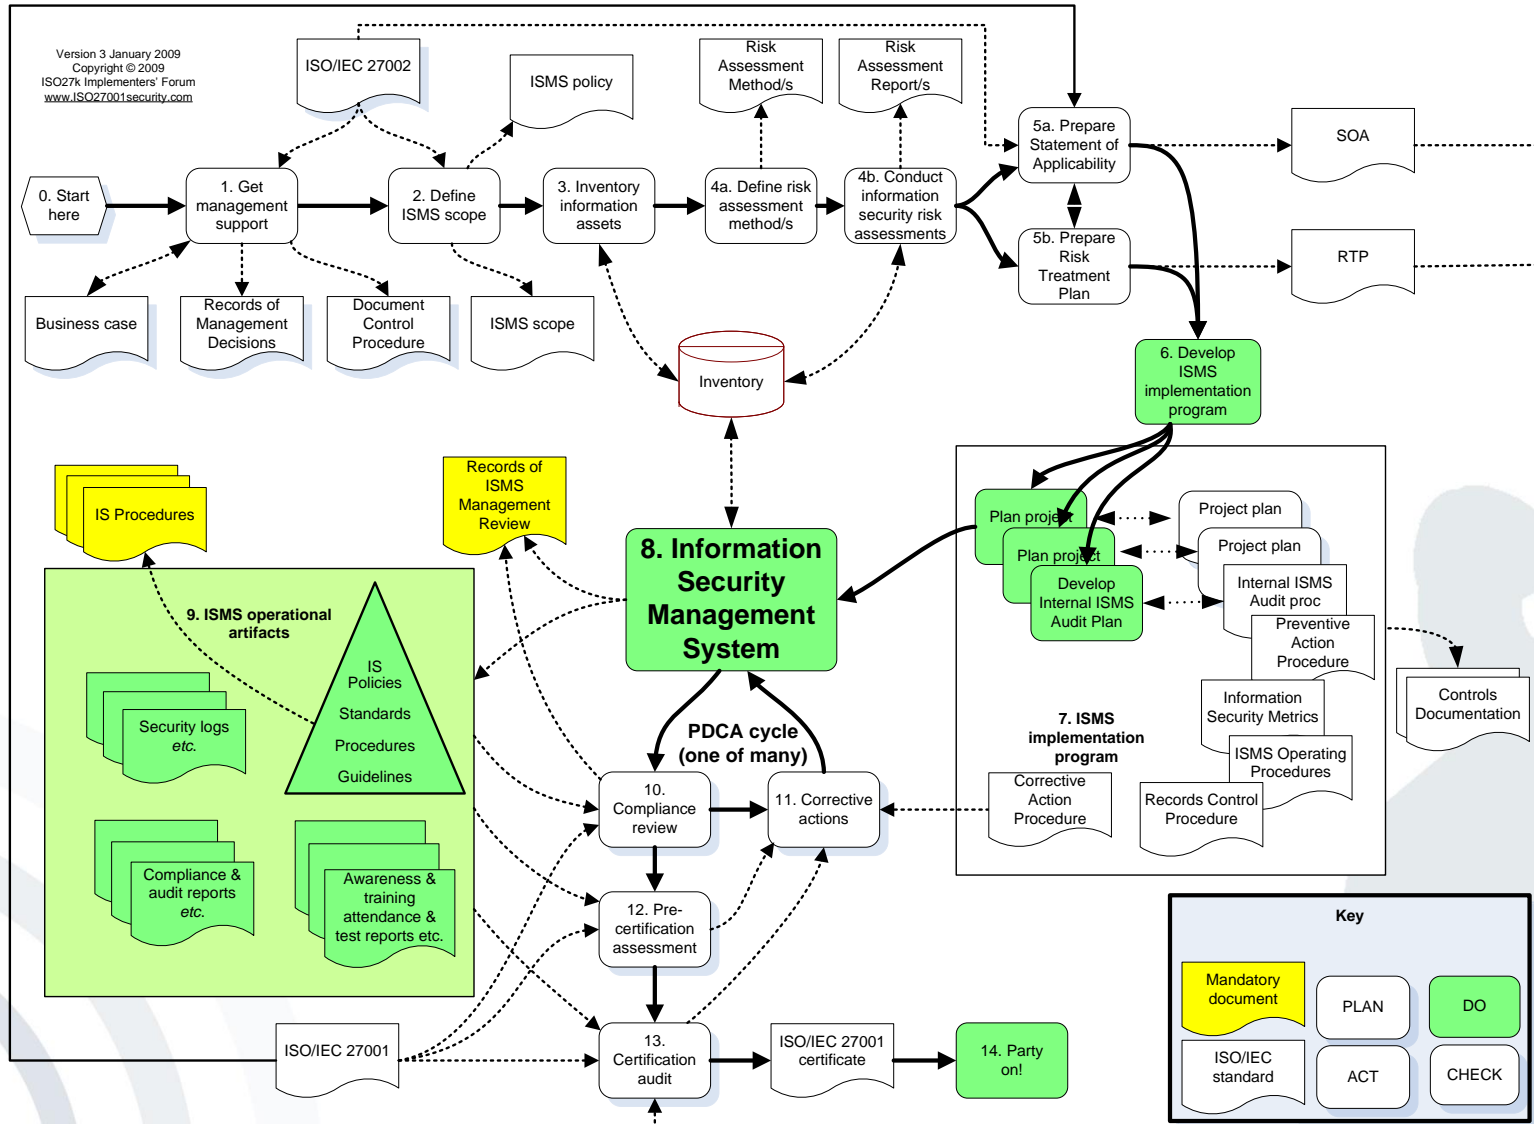 Version 3 January 2009
Copyright © 2009
ISO27k Implementers' Forum
www.ISO27001security.com
ISO/IEC 27002
ISMS policy
Risk
Assessment
Method/s
Risk
Assessment
Report/s
0. Start
here
1. Get
management
support
2. Define
ISMS scope
3. Inventory
information
assets
4a. Define risk
assessment
method/s
4b. Conduct
information
security risk
assessments
5a. Prepare
Statement of
Applicability
SOA
5b. Prepare
Risk
Treatment
Plan
RTP
Business case
Records of
Management
Decisions
Document
Control
Procedure
ISMS scope
Inventory
6. Develop
ISMS
implementation
program
IS Procedures
Records of
ISMS
Management
Review
8. Information
Security
Management
System
Plan project
Plan project
Develop
Internal ISMS
Audit Plan
Project plan
Project plan
Internal ISMS
Audit proc
Preventive
Action
Procedure
Information
Security Metrics
ISMS Operating
Procedures
Records Control
Procedure
Corrective
Action
Procedure
7. ISMS
implementation
program
Controls
Documentation
9. ISMS operational
artifacts
IS
Policies
Standards
Procedures
Guidelines
Security logs
etc.
Compliance &
audit reports
etc.
Awareness &
training
attendance &
test reports etc.
PDCA cycle
(one of many)
10.
Compliance
review
11. Corrective
actions
12. Pre-
certification
assessment
ISO/IEC 27001
13.
Certification
audit
ISO/IEC 27001
certificate
14. Party
on!
Key
Mandatory
document
PLAN
DO
ISO/IEC
standard
ACT
CHECK